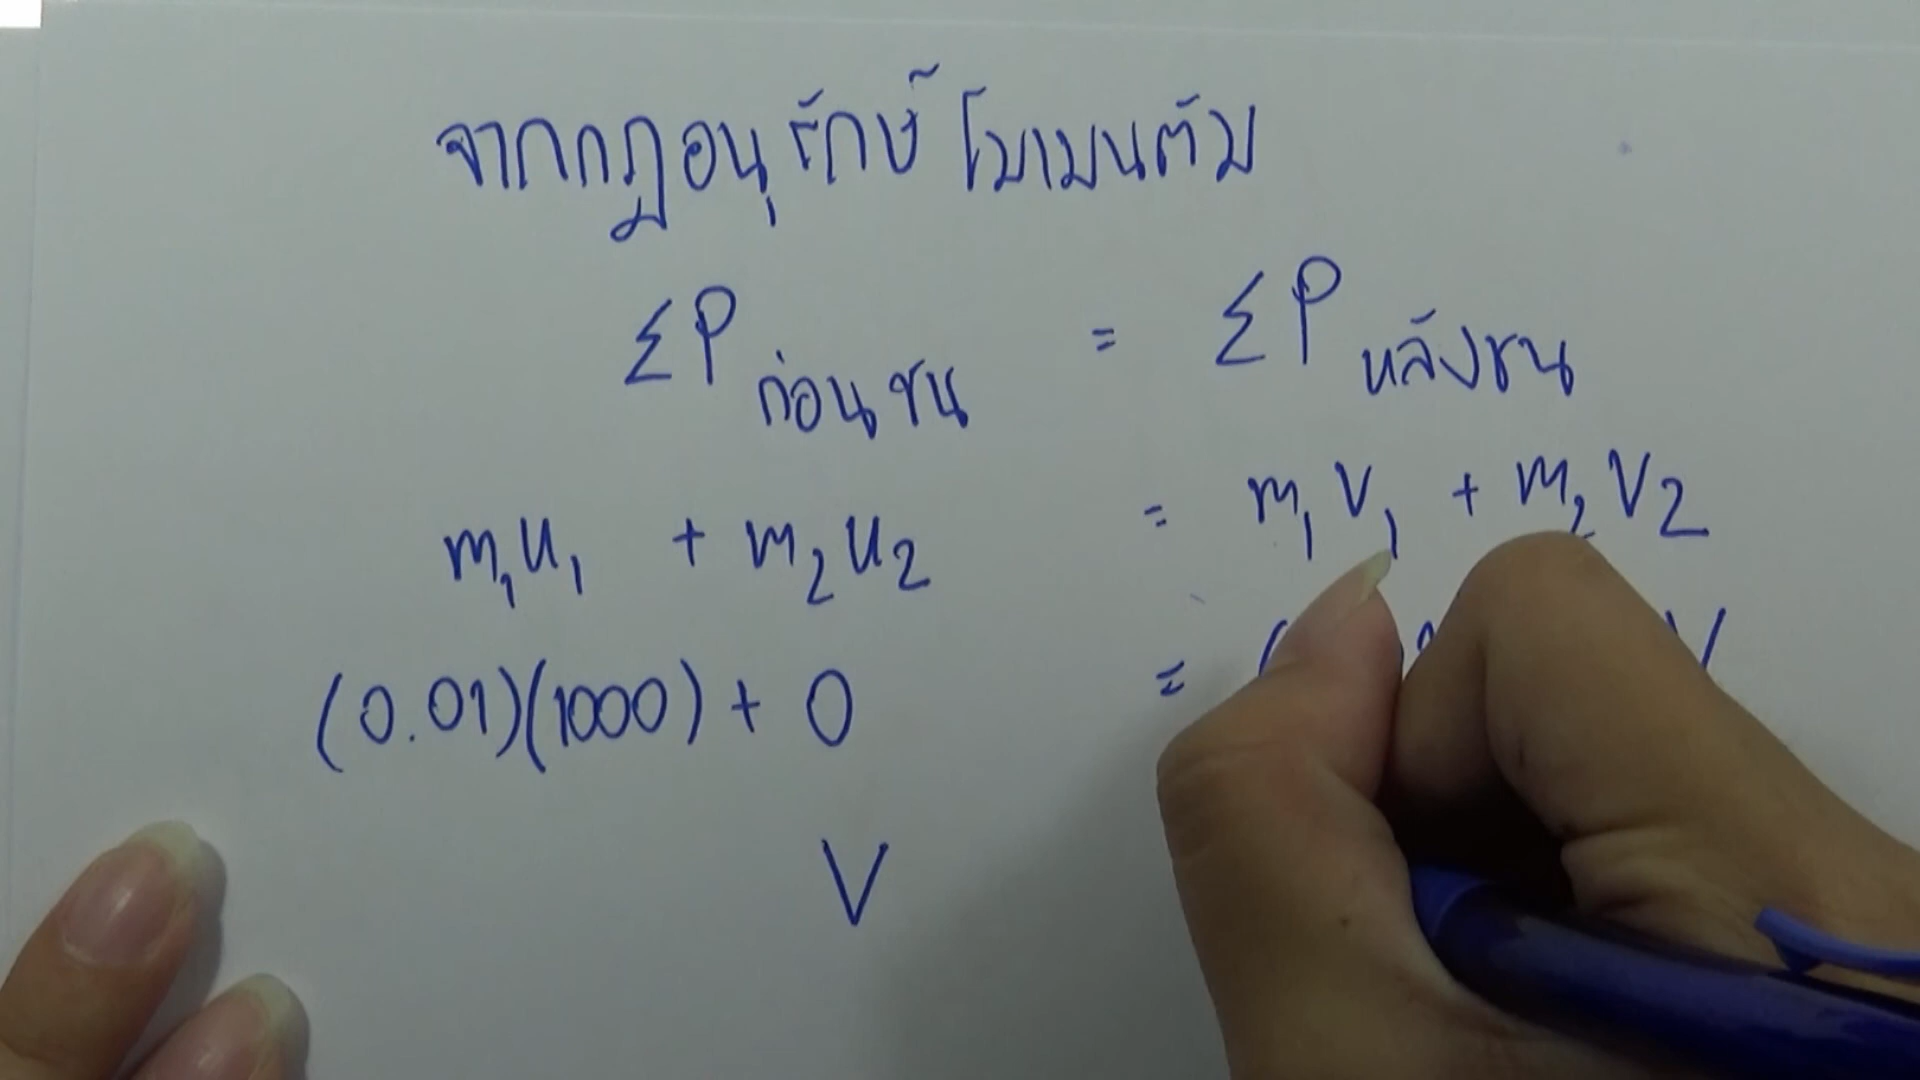 จากกฎอนุรักษ์โมเมนตัม
ΣP ก่อนชน = ΣP หลังชน
m₁u₁ + m₂u₂ = m₁v₁ + m₂v₂
(0.01)(1000) + 0 = ( V
V